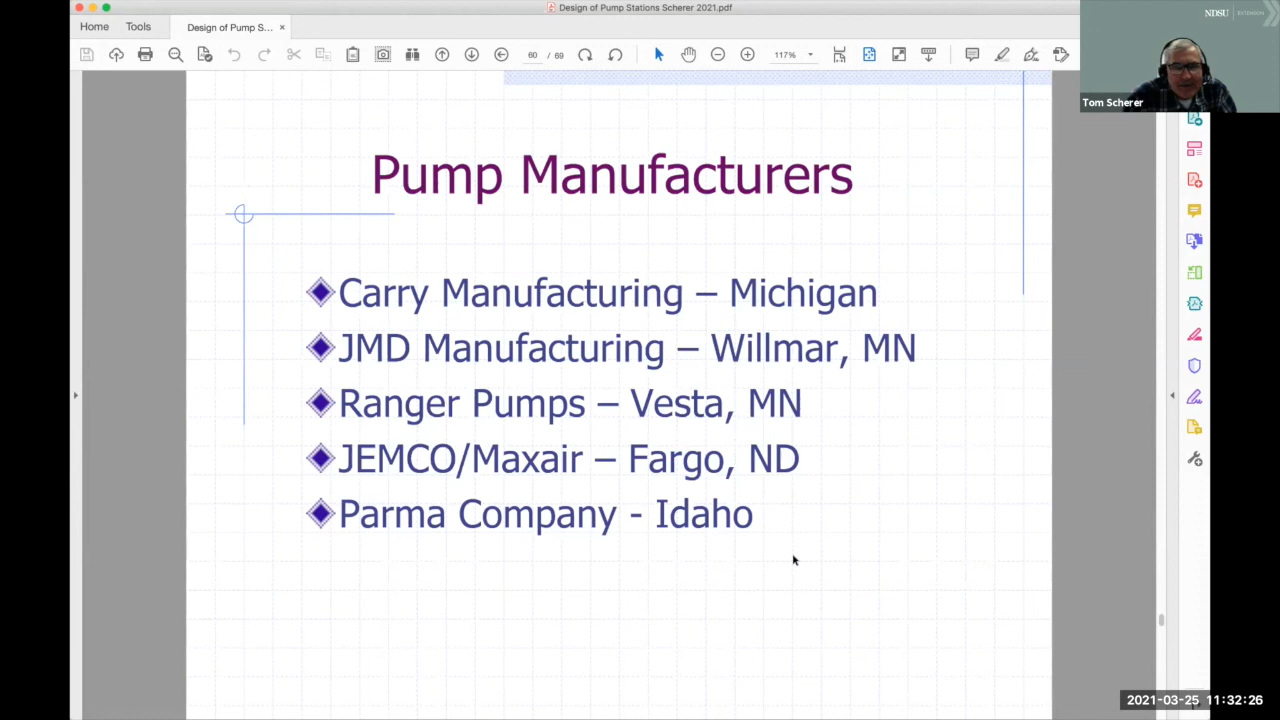 Design of Pump Stations Scherer 2021.pdf
Home Tools Design of Pump S... ×
60 / 69 117%
NDSU EXTENSION
Tom Scherer
Pump Manufacturers
Carry Manufacturing – Michigan
JMD Manufacturing – Willmar, MN
Ranger Pumps – Vesta, MN
JEMCO/Maxair – Fargo, ND
Parma Company - Idaho
2021-03-25 11:32:26